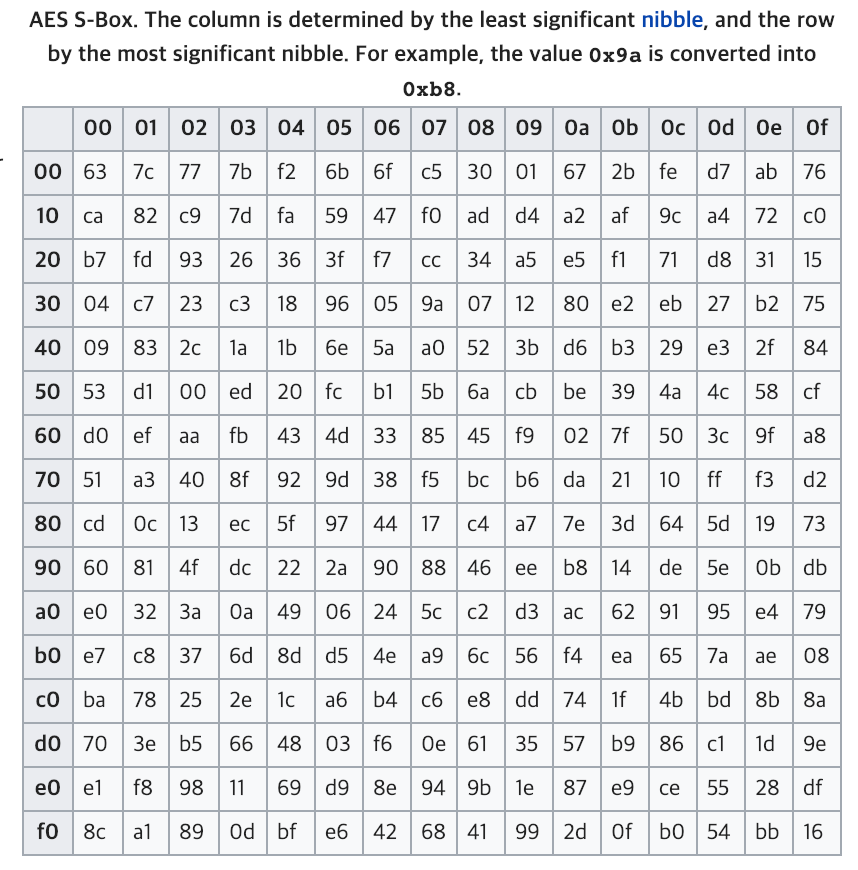 AES S-Box. The column is determined by the least significant nibble, and the row
by the most significant nibble. For example, the value 0x9a is converted into
0xb8.
00 01 02 03 04 05 06 07 08 09 0a 0b 0c 0d 0e 0f
00 63 7c 77 7b f2 6b 6f c5 30 01 67 2b fe d7 ab 76
10 ca 82 c9 7d fa 59 47 f0 ad d4 a2 af 9c a4 72 c0
20 b7 fd 93 26 36 3f f7 cc 34 a5 e5 f1 71 d8 31 15
30 04 c7 23 c3 18 96 05 9a 07 12 80 e2 eb 27 b2 75
40 09 83 2c 1a 1b 6e 5a a0 52 3b d6 b3 29 e3 2f 84
50 53 d1 00 ed 20 fc b1 5b 6a cb be 39 4a 4c 58 cf
60 d0 ef aa fb 43 4d 33 85 45 f9 02 7f 50 3c 9f a8
70 51 a3 40 8f 92 9d 38 f5 bc b6 da 21 10 ff f3 d2
80 cd 0c 13 ec 5f 97 44 17 c4 a7 7e 3d 64 5d 19 73
90 60 81 4f dc 22 2a 90 88 46 ee b8 14 de 5e 0b db
a0 e0 32 3a 0a 49 06 24 5c c2 d3 ac 62 91 95 e4 79
b0 e7 c8 37 6d 8d d5 4e a9 6c 56 f4 ea 65 7a ae 08
c0 ba 78 25 2e 1c a6 b4 c6 e8 dd 74 1f 4b bd 8b 8a
d0 70 3e b5 66 48 03 f6 0e 61 35 57 b9 86 c1 1d 9e
e0 e1 f8 98 11 69 d9 8e 94 9b 1e 87 e9 ce 55 28 df
f0 8c a1 89 0d bf e6 42 68 41 99 2d 0f b0 54 bb 16